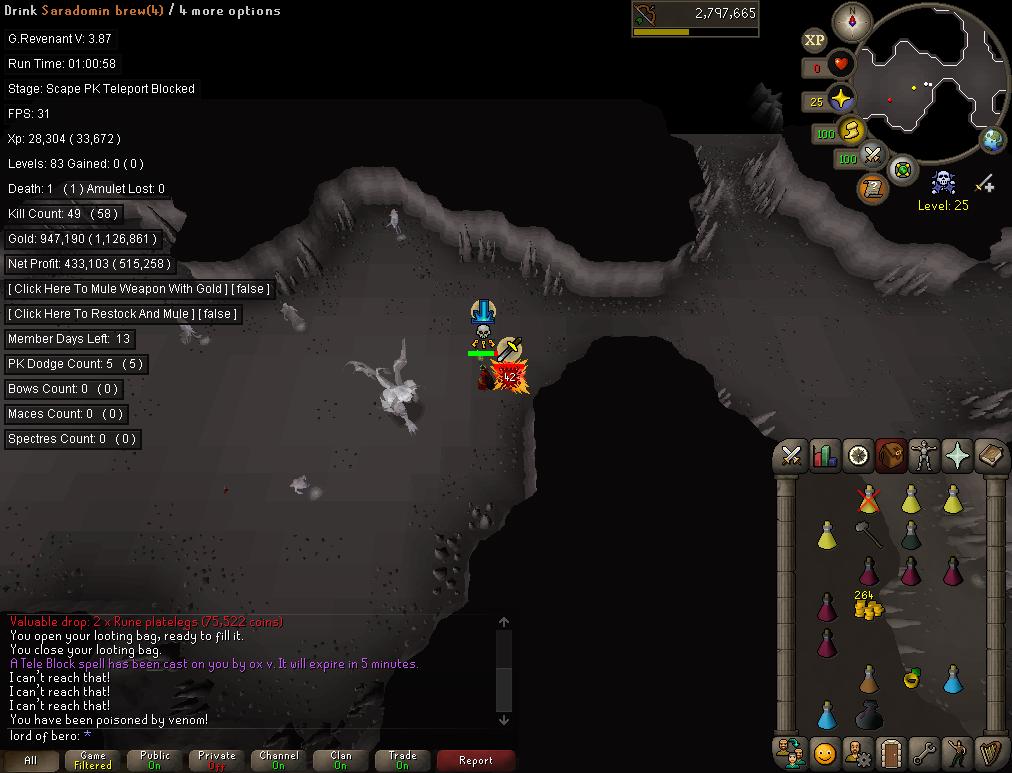 Drink Saradomin brew(4) / 4 more options
2,797,665
G.Revenant V: 3.87
Run Time: 01:00:58
Stage: Scape PK Teleport Blocked
FPS: 31
Xp: 28,304 ( 33,672 )
Levels: 83 Gained: 0 ( 0 )
Death: 1 ( 1 ) Amulet Lost: 0
Kill Count: 49 ( 58 )
Gold: 947,190 ( 1,126,861 )
Net Profit: 433,103 ( 515,258 )
[ Click Here To Mule Weapon With Gold ] [ false ]
[ Click Here To Restock And Mule ] [ false ]
Member Days Left: 13
PK Dodge Count: 5 ( 5 )
Bows Count: 0 ( 0 )
Maces Count: 0 ( 0 )
Spectres Count: 0 ( 0 )
XP
N
0
25
100
100
Level: 25
42
264
Valuable drop: 2 x Rune platelegs (75,522 coins)
You open your looting bag, ready to fill it.
You close your looting bag.
A Tele Block spell has been cast on you by ox v. It will expire in 5 minutes.
I can't reach that!
I can't reach that!
I can't reach that!
You have been poisoned by venom!
lord of bero: *
All
Game Filtered
Public On
Private Off
Channel On
Clan On
Trade On
Report